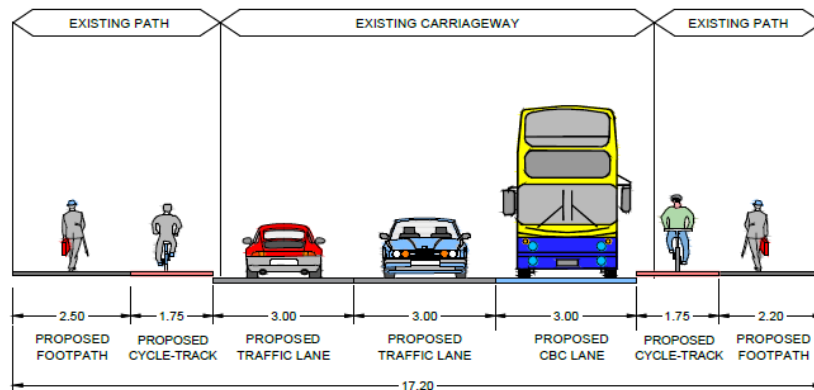 EXISTING PATH
EXISTING CARRIAGEWAY
EXISTING PATH
2.50
1.75
3.00
3.00
3.00
1.75
2.20
PROPOSED
FOOTPATH
PROPOSED
CYCLE-TRACK
PROPOSED
TRAFFIC LANE
PROPOSED
TRAFFIC LANE
PROPOSED
CBC LANE
PROPOSED
CYCLE-TRACK
PROPOSED
FOOTPATH
17.20